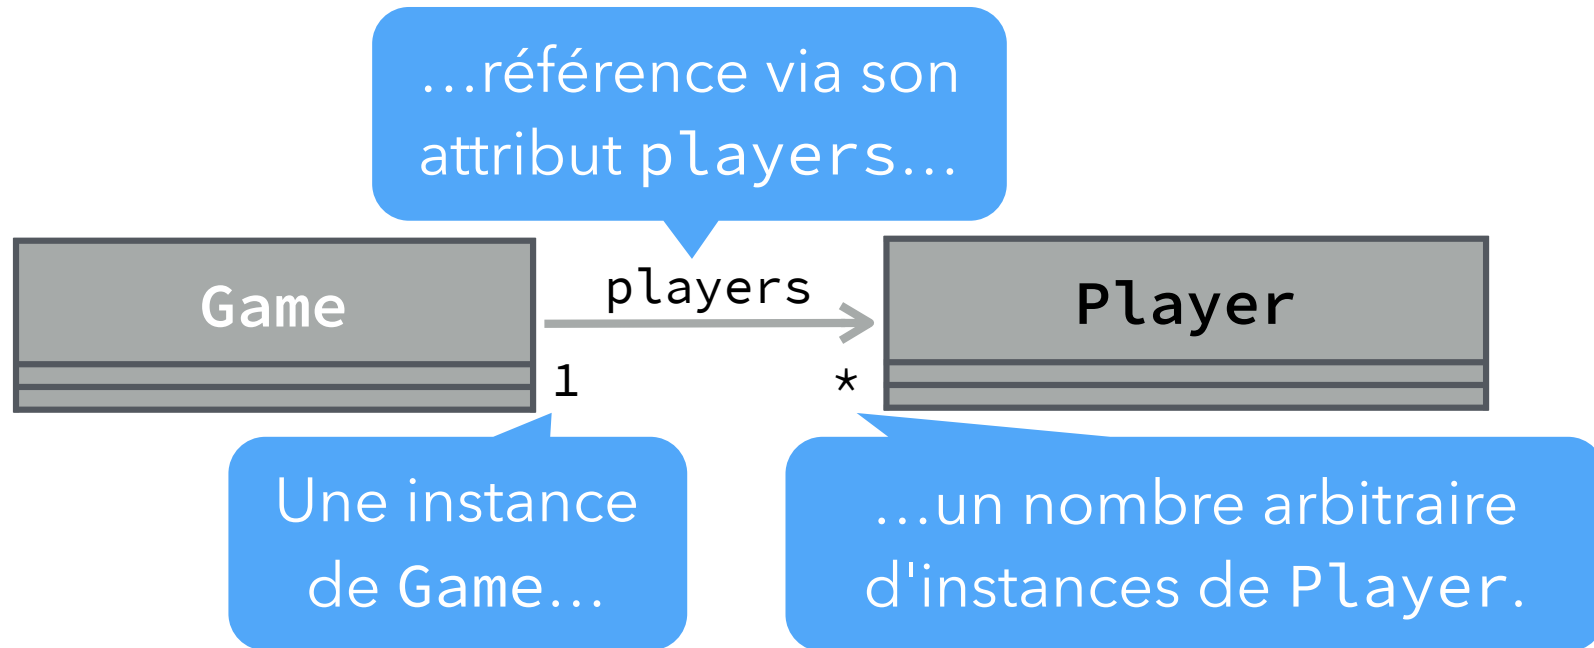 …référence via son
attribut players…
Game
players
Player
1
*
Une instance
de Game…
…un nombre arbitraire
d'instances de Player.